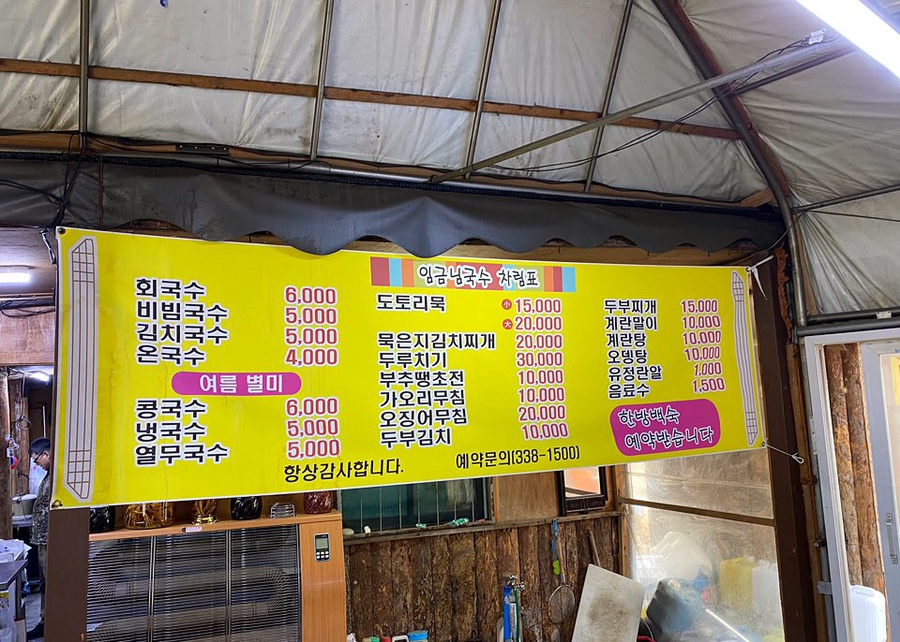 임금님국수 차림표
회국수 6,000
비빔국수 5,000
김치국수 5,000
온국수 4,000
여름 별미
콩국수 6,000
냉국수 5,000
열무국수 5,000
도토리묵 小 15,000
大 20,000
묵은지김치찌개 20,000
두루치기 30,000
부추땡초전 10,000
가오리무침 10,000
오징어무침 20,000
두부김치 10,000
두부찌개 15,000
계란말이 10,000
계란탕 10,000
오뎅탕 10,000
유정란알 1,000
음료수 1,500
한방백숙
예약받습니다
항상감사합니다.
예약문의(338-1500)